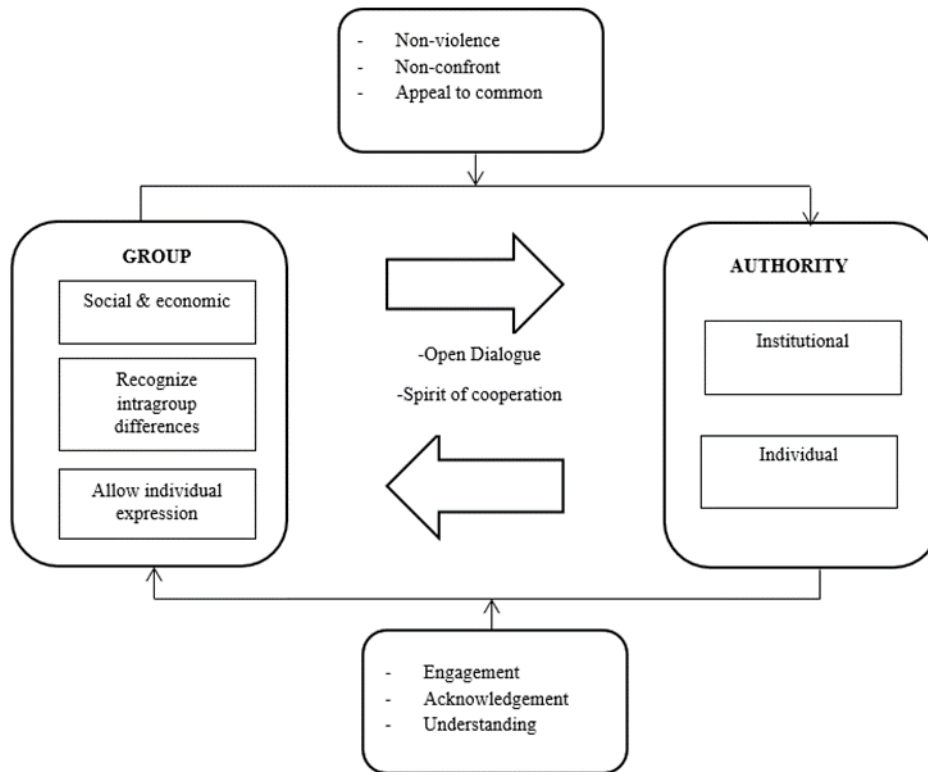 - Non-violence
- Non-confront
- Appeal to common
GROUP
Social & economic
Recognize
intragroup
differences
Allow individual
expression
-Open Dialogue
-Spirit of cooperation
AUTHORITY
Institutional
Individual
- Engagement
- Acknowledgement
- Understanding